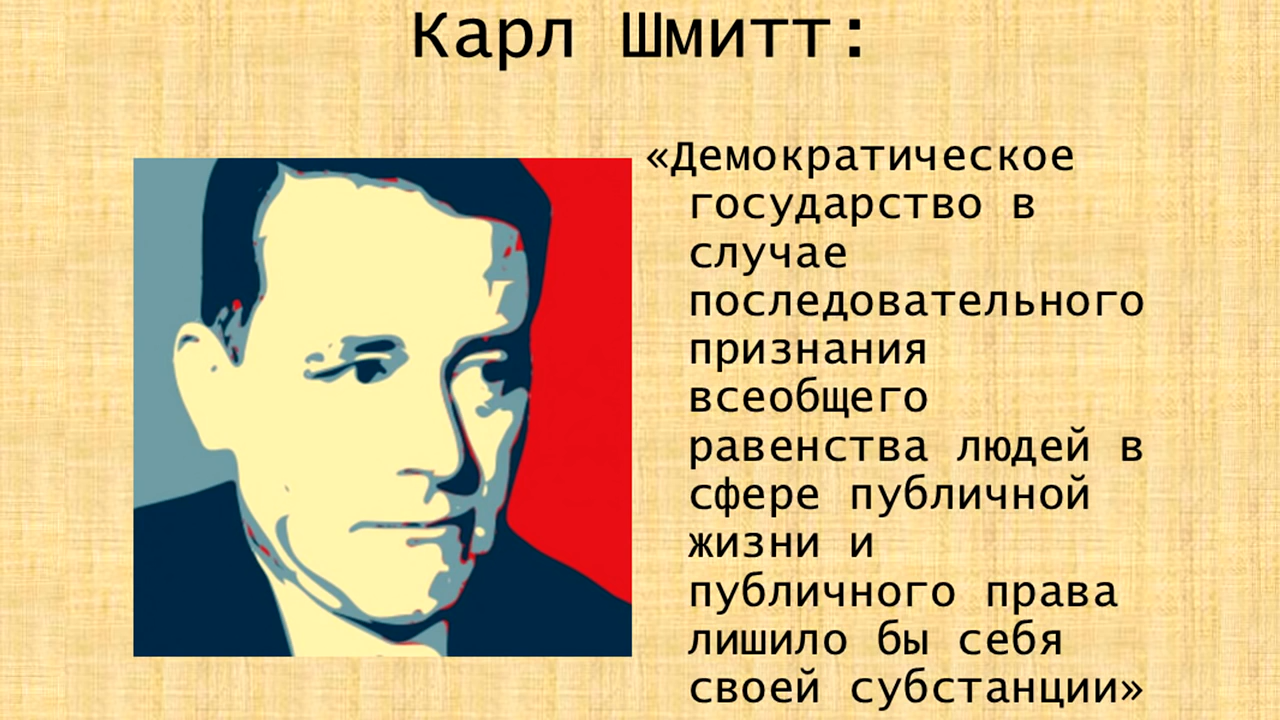 Карл Шмитт:
«Демократическое
государство в
случае
последовательного
признания
всеобщего
равенства людей в
сфере публичной
жизни и
публичного права
лишило бы себя
своей субстанции»